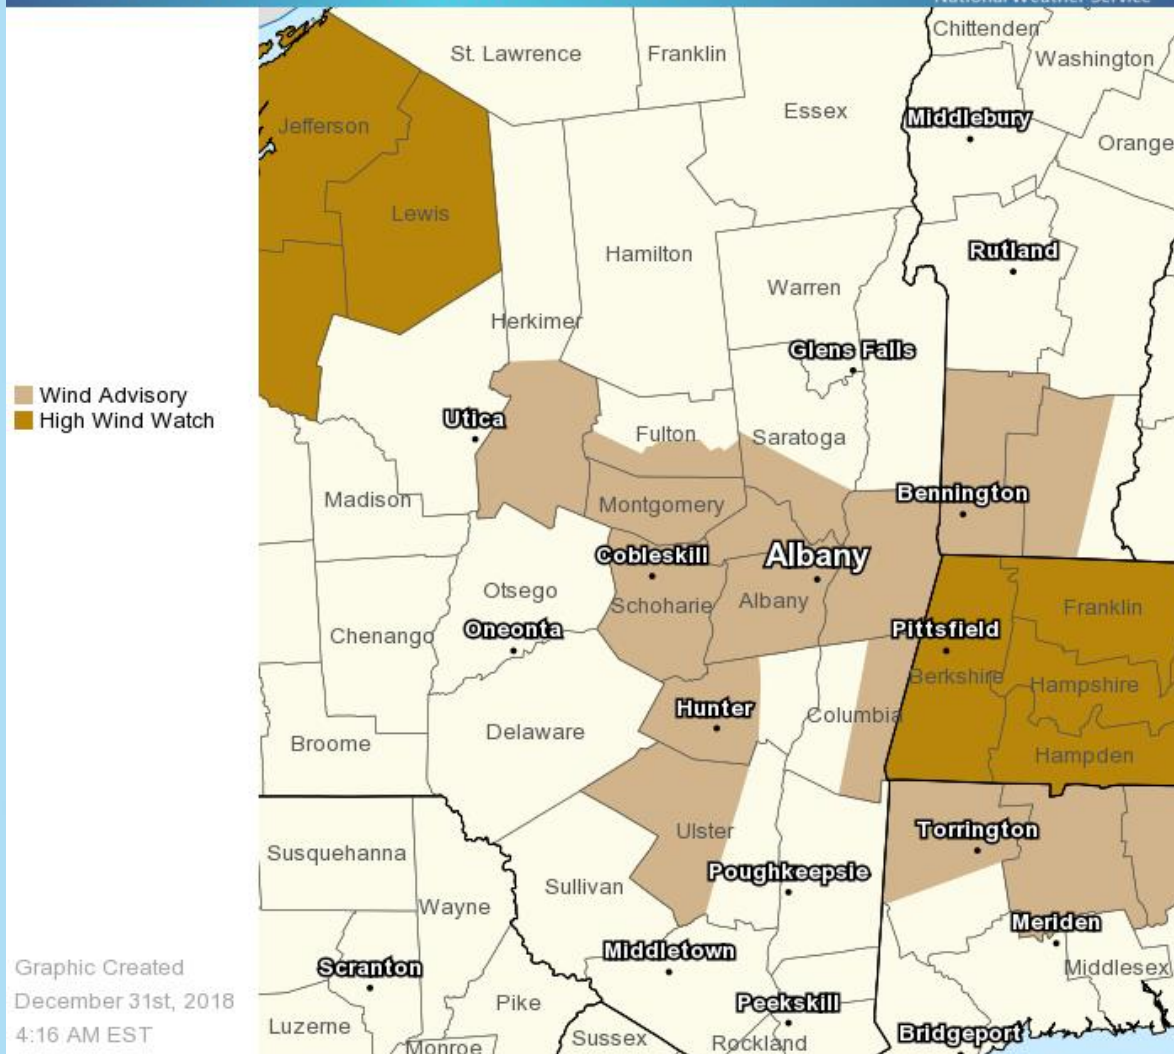 National Weather Service
Chittenden
St. Lawrence
Franklin
Washington
Essex
Middlebury
Jefferson
Orange
Lewis
Hamilton
Rutland
Warren
Herkimer
Glens Falls
Wind Advisory
High Wind Watch
Utica
Fulton
Saratoga
Madison
Montgomery
Bennington
Cobleskill
Albany
Otsego
Schoharie
Albany
Franklin
Chenango
Oneonta
Pittsfield
Berkshire
Hampshire
Hunter
Columbia
Delaware
Broome
Hampden
Ulster
Torrington
Susquehanna
Poughkeepsie
Sullivan
Wayne
Meriden
Middletown
Scranton
Middlesex
Graphic Created
December 31st, 2018
4:16 AM EST
Pike
Peekskill
Luzerne
Sussex
Rockland
Bridgeport
Monroe